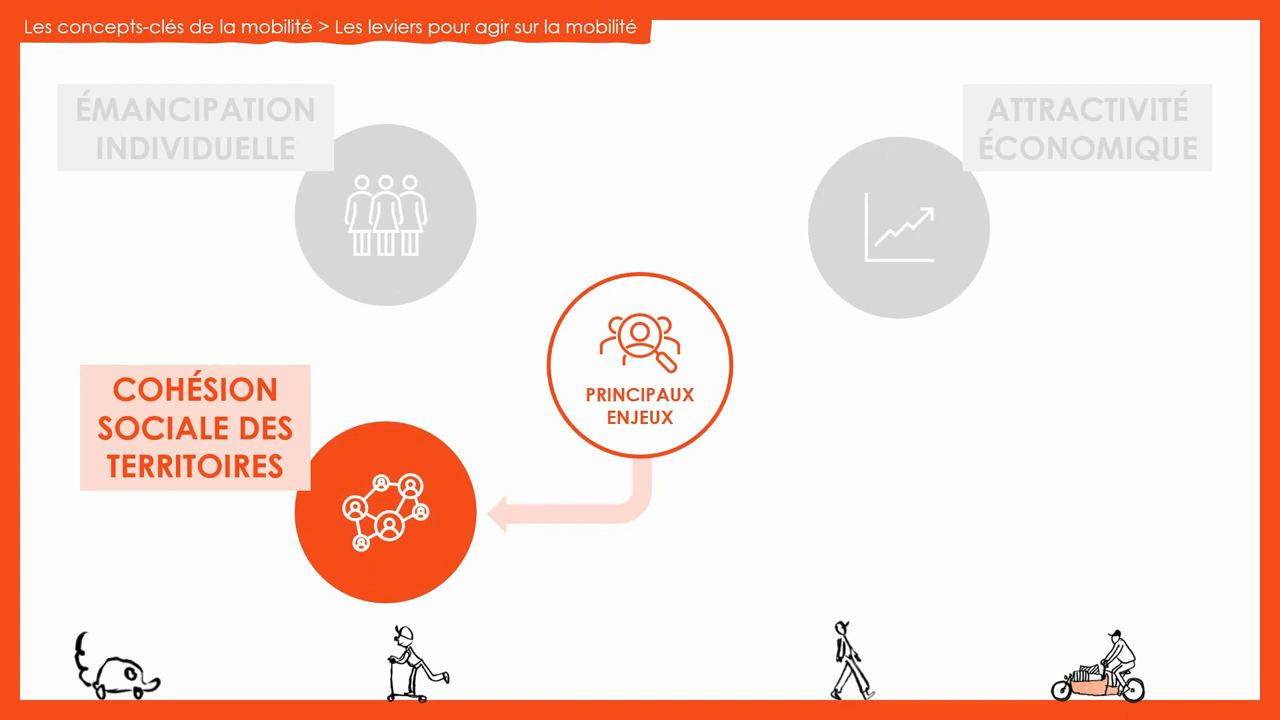 Les concepts-clés de la mobilité > Les leviers pour agir sur la mobilité
ÉMANCIPATION
INDIVIDUELLE
ATTRACTIVITÉ
ÉCONOMIQUE
PRINCIPAUX
ENJEUX
COHÉSION
SOCIALE DES
TERRITOIRES